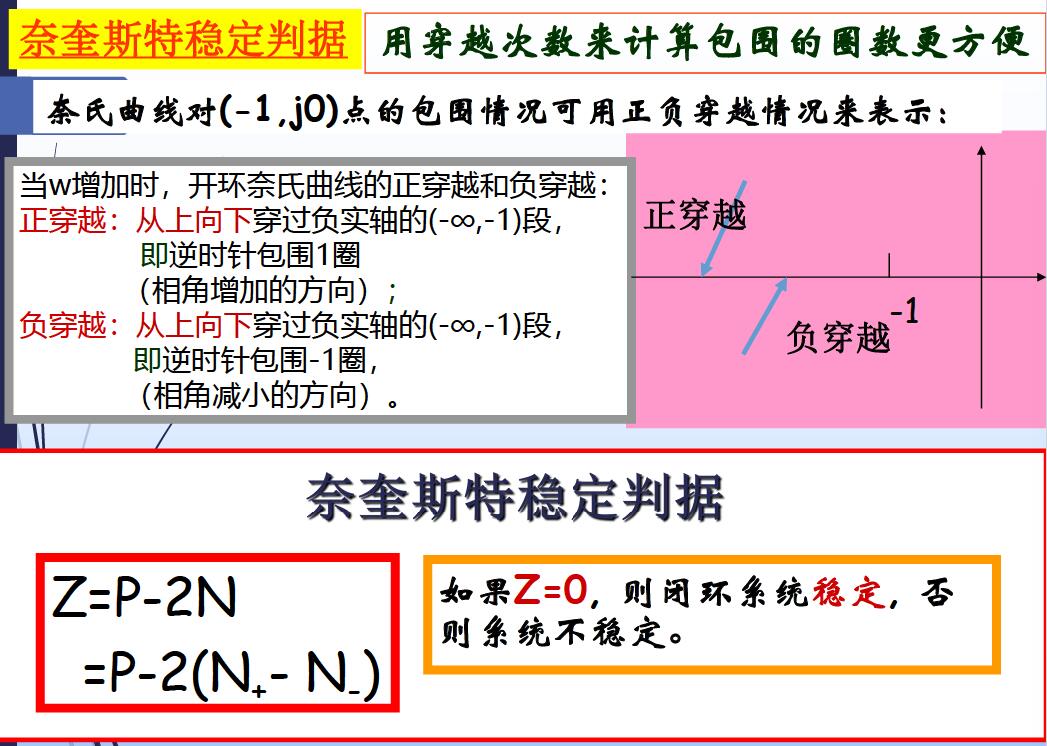 奈奎斯特稳定判据
用穿越次数来计算包围的圈数更方便
奈氏曲线对(-1,j0)点的包围情况可用正负穿越情况来表示:
当w增加时，开环奈氏曲线的正穿越和负穿越：
正穿越：从上向下穿过负实轴的(-∞,-1)段，
即逆时针包围1圈
（相角增加的方向）；
负穿越：从上向下穿过负实轴的(-∞,-1)段，
即逆时针包围-1圈，
（相角减小的方向）。
正穿越
负穿越
-1
奈奎斯特稳定判据
Z=P-2N
=P-2(N₊- N₋)
如果Z=0，则闭环系统稳定，否
则系统不稳定。